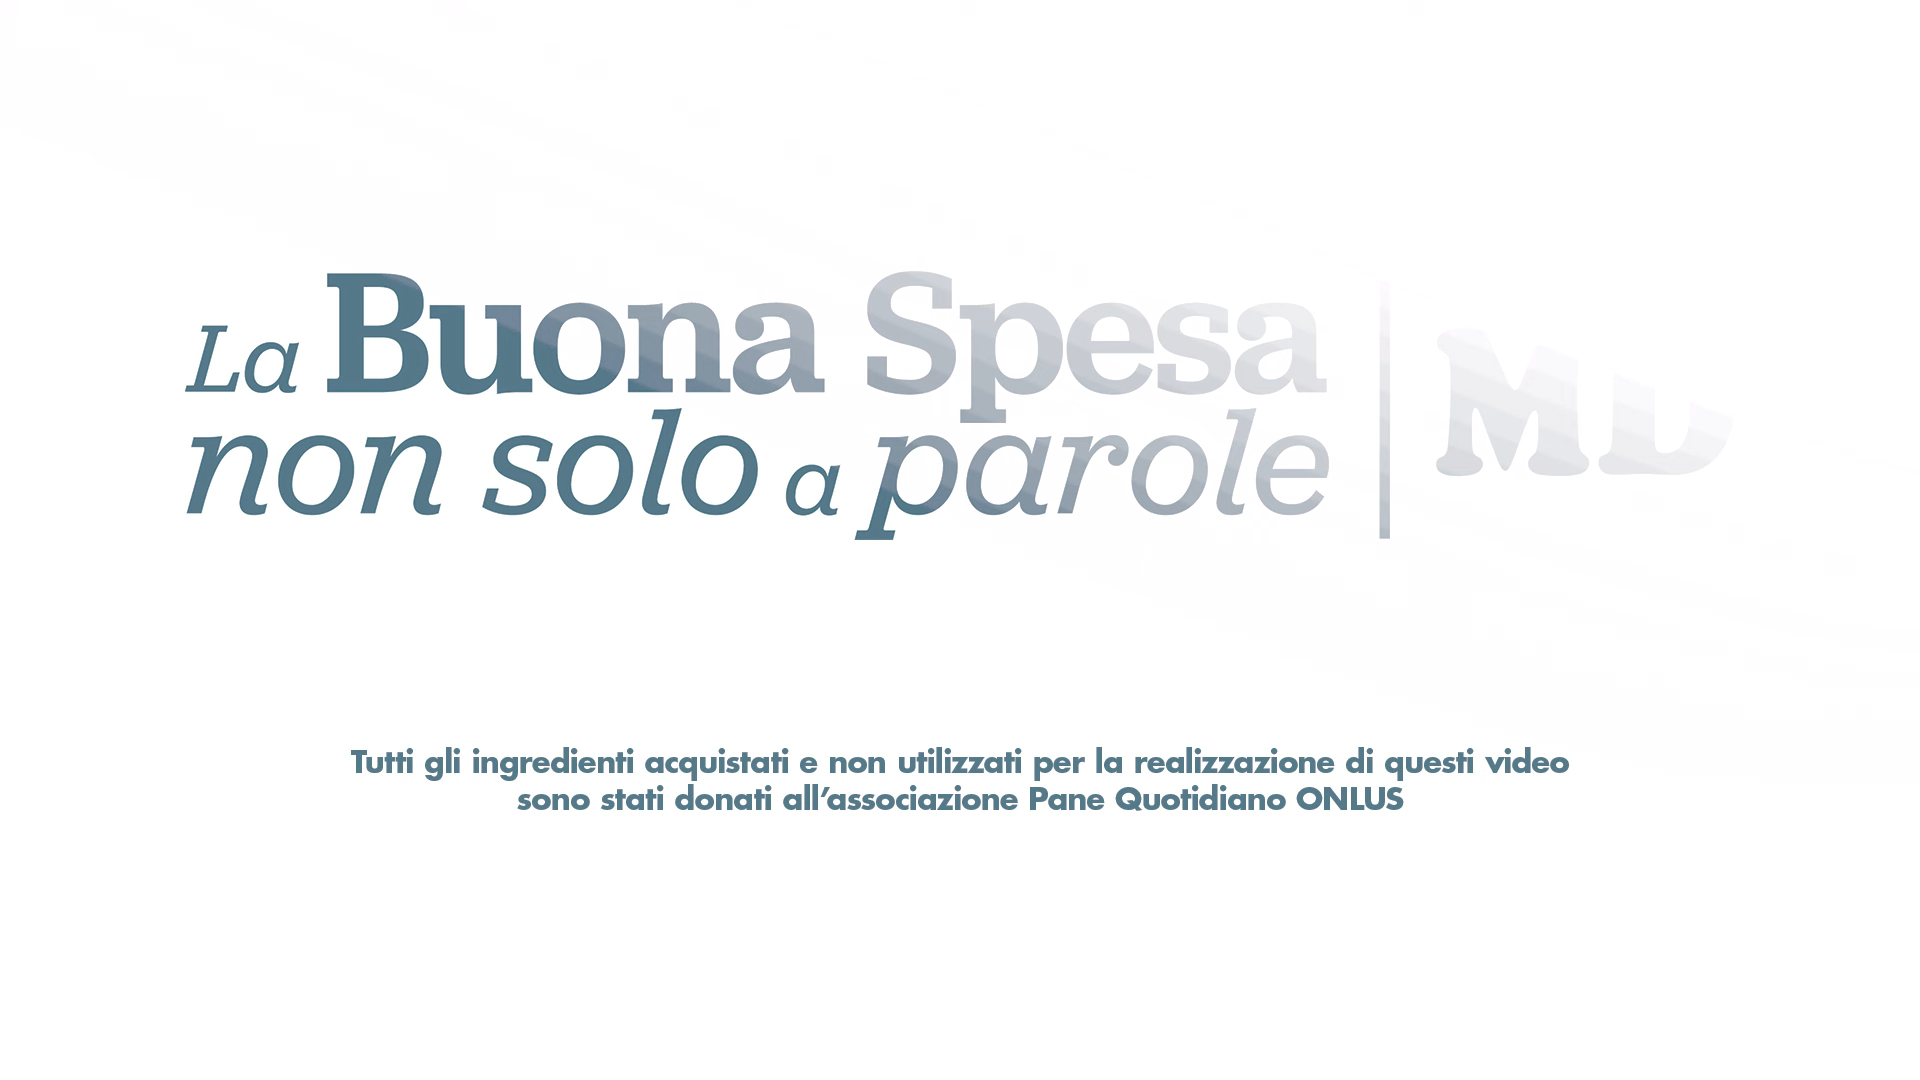 La Buona Spesa
non solo a parole
MD
Tutti gli ingredienti acquistati e non utilizzati per la realizzazione di questi video
sono stati donati all’associazione Pane Quotidiano ONLUS